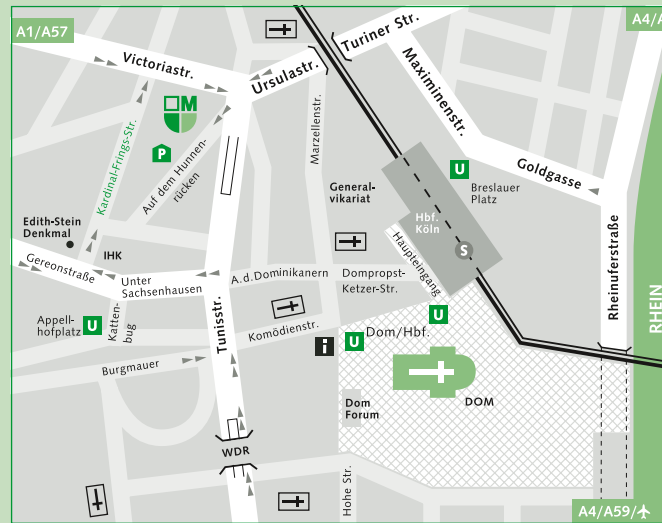 A1/A57
A4/A
Victoriastr.
Ursulastr.
Turiner Str.
Maximinenstr.
Goldgasse
M
P
Kardinal-Frings-Str.
Auf dem Hunnen-
rücken
Marzellenstr.
General-
vikariat
U
Breslauer
Platz
Hbf.
Köln
S
Haupteingang
Edith-Stein
Denkmal
IHK
Gereonstraße
Unter
Sachsenhausen
A.d.Dominikanern
Dompropst-
Ketzer-Str.
Rheinuferstraße
RHEIN
Appell-
hofplatz
U
Katten-
bug
Tunisstr.
Komödienstr.
i
U
Dom/Hbf.
U
Burgmauer
Dom
Forum
DOM
WDR
Hohe Str.
A4/A59/